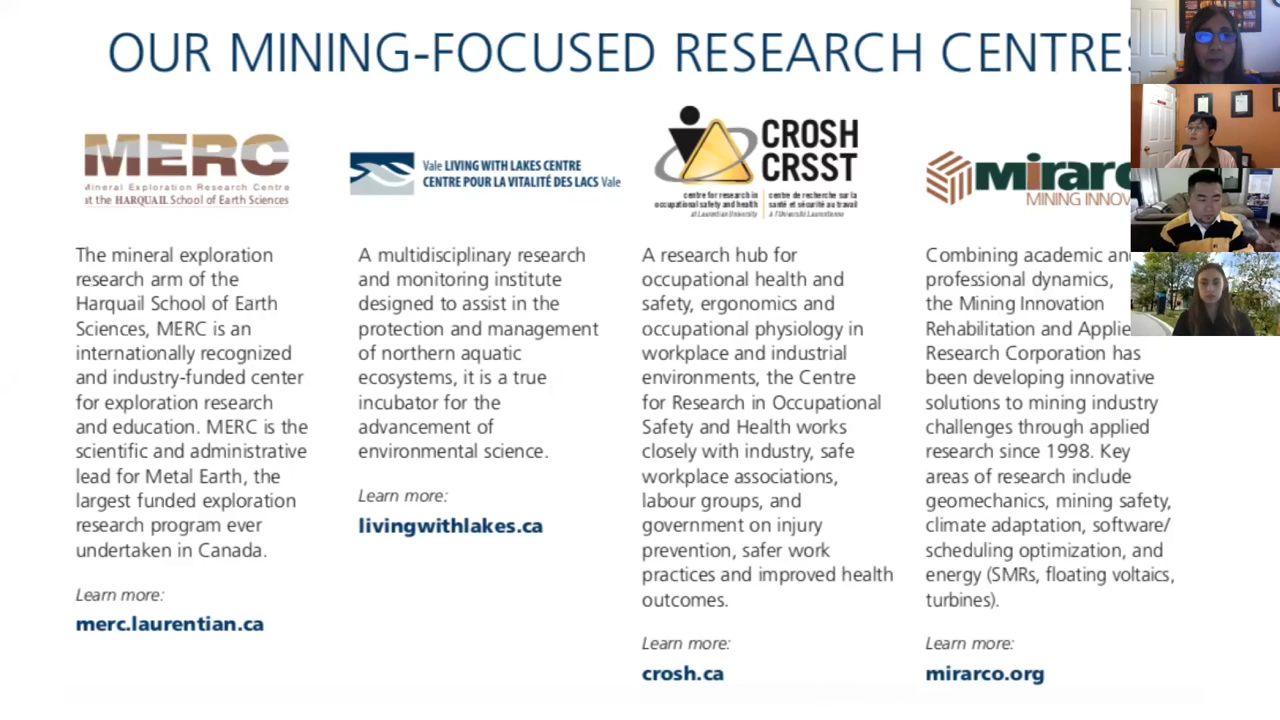 OUR MINING-FOCUSED RESEARCH CENTRES
MERC
Mineral Exploration Research Centre
at the HARQUAIL School of Earth Sciences
The mineral exploration
research arm of the
Harquail School of Earth
Sciences, MERC is an
internationally recognized
and industry-funded center
for exploration research
and education. MERC is the
scientific and administrative
lead for Metal Earth, the
largest funded exploration
research program ever
undertaken in Canada.
Learn more:
merc.laurentian.ca
Vale LIVING WITH LAKES CENTRE
CENTRE POUR LA VITALITÉ DES LACS Vale
A multidisciplinary research
and monitoring institute
designed to assist in the
protection and management
of northern aquatic
ecosystems, it is a true
incubator for the
advancement of
environmental science.
Learn more:
livingwithlakes.ca
CROSH
CRSST
centre for research in
occupational safety and health
at Laurentian University
centre de recherche sur la
santé et sécurité au travail
à l'Université Laurentienne
A research hub for
occupational health and
safety, ergonomics and
occupational physiology in
workplace and industrial
environments, the Centre
for Research in Occupational
Safety and Health works
closely with industry, safe
workplace associations,
labour groups, and
government on injury
prevention, safer work
practices and improved health
outcomes.
Learn more:
crosh.ca
Mirarc
MINING INNOV
Combining academic an
professional dynamics,
the Mining Innovation
Rehabilitation and Applie
Research Corporation has
been developing innovative
solutions to mining industry
challenges through applied
research since 1998. Key
areas of research include
geomechanics, mining safety,
climate adaptation, software/
scheduling optimization, and
energy (SMRs, floating voltaics,
turbines).
Learn more:
mirarco.org